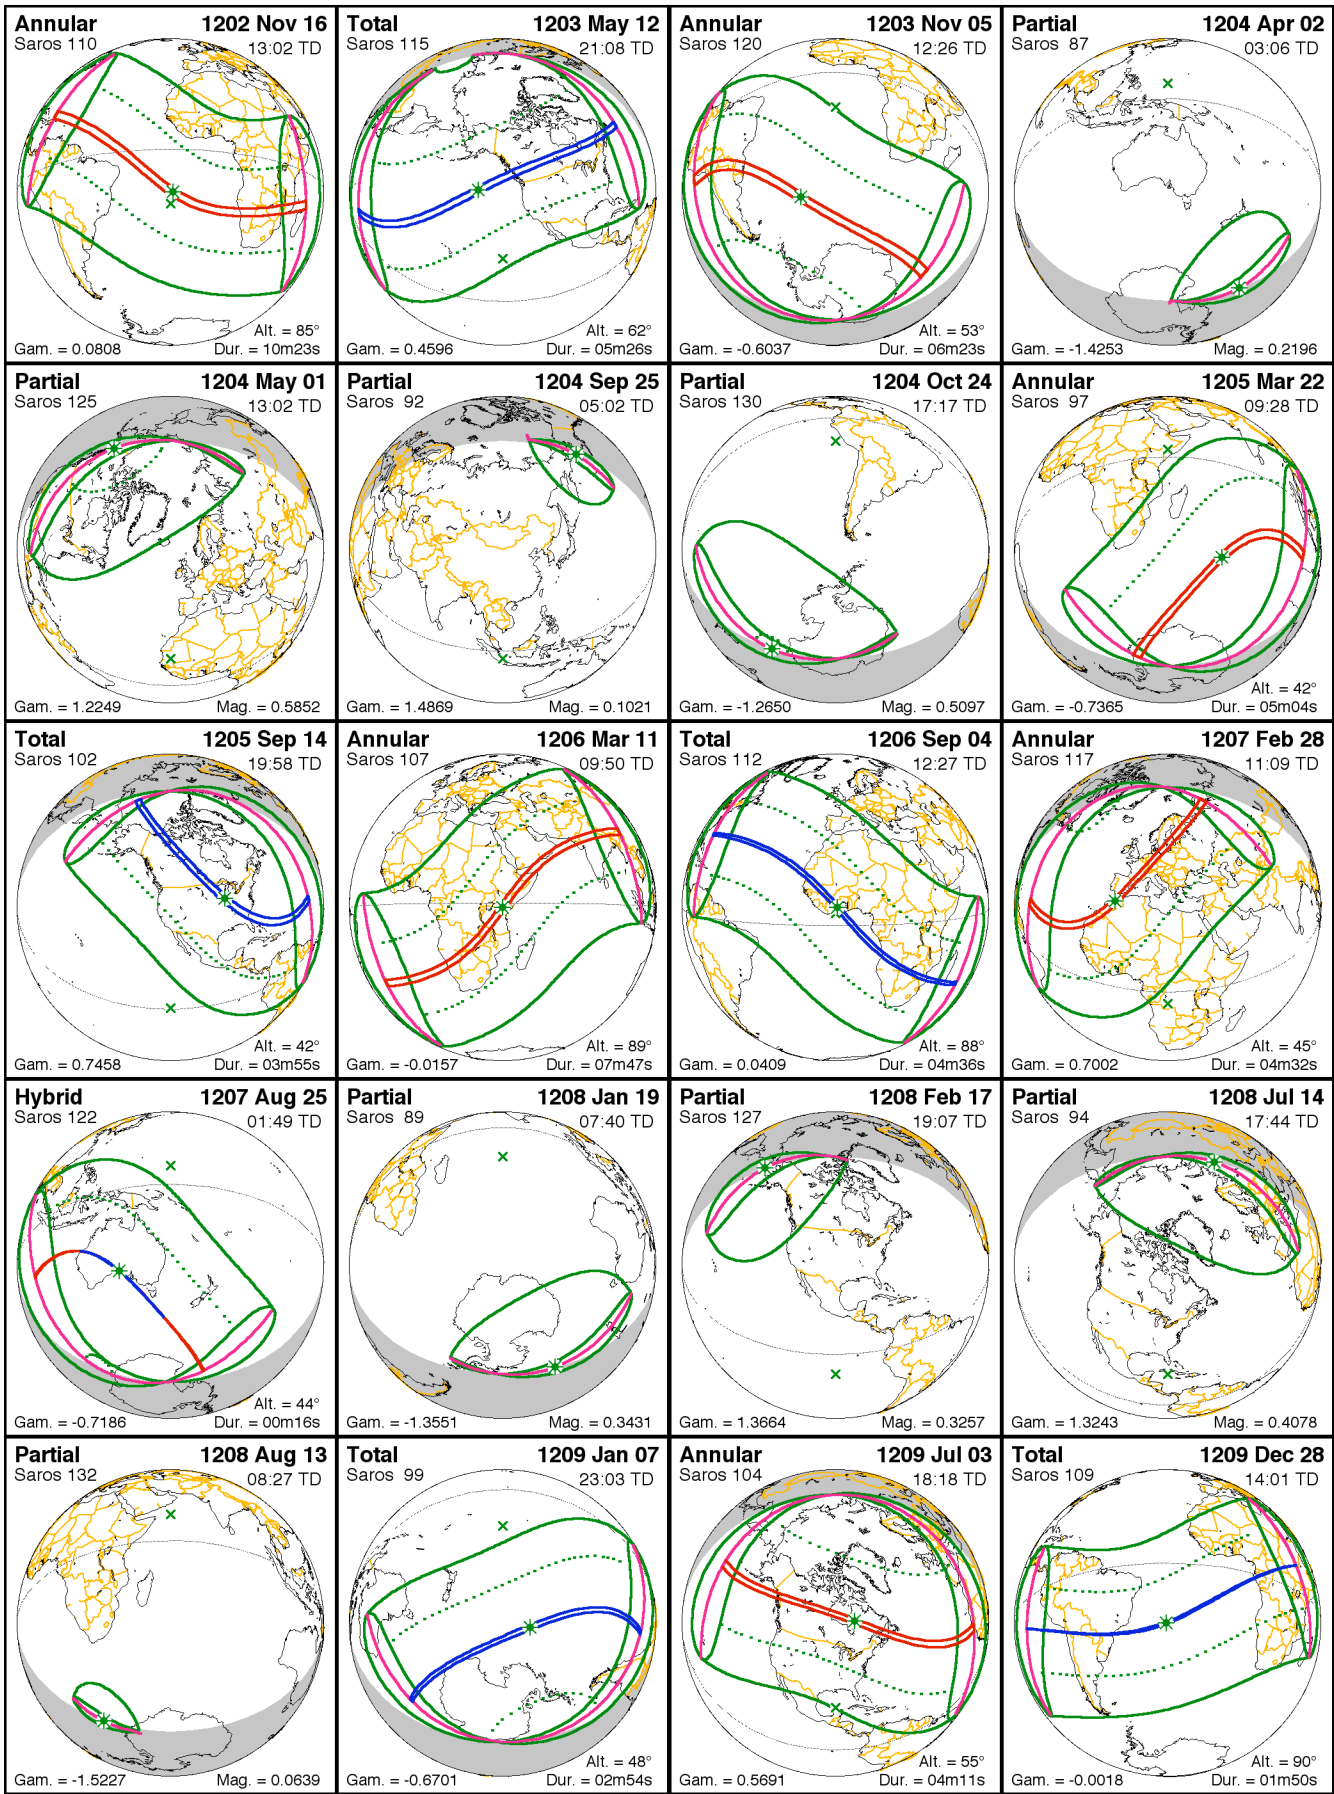 Annular 1202 Nov 16
Saros 110 13:02 TD
Alt. = 85°
Gam. = 0.0808 Dur. = 10m23s
Total 1203 May 12
Saros 115 21:08 TD
Alt. = 62°
Gam. = 0.4596 Dur. = 05m26s
Annular 1203 Nov 05
Saros 120 12:26 TD
Alt. = 53°
Gam. = -0.6037 Dur. = 06m23s
Partial 1204 Apr 02
Saros 87 03:06 TD
Gam. = -1.4253 Mag. = 0.2196
Partial 1204 May 01
Saros 125 13:02 TD
Gam. = 1.2249 Mag. = 0.5852
Partial 1204 Sep 25
Saros 92 05:02 TD
Gam. = 1.4869 Mag. = 0.1021
Partial 1204 Oct 24
Saros 130 17:17 TD
Gam. = -1.2650 Mag. = 0.5097
Annular 1205 Mar 22
Saros 97 09:28 TD
Alt. = 42°
Gam. = -0.7365 Dur. = 05m04s
Total 1205 Sep 14
Saros 102 19:58 TD
Alt. = 42°
Gam. = 0.7458 Dur. = 03m55s
Annular 1206 Mar 11
Saros 107 09:50 TD
Alt. = 89°
Gam. = -0.0157 Dur. = 07m47s
Total 1206 Sep 04
Saros 112 12:27 TD
Alt. = 88°
Gam. = 0.0409 Dur. = 04m36s
Annular 1207 Feb 28
Saros 117 11:09 TD
Alt. = 45°
Gam. = 0.7002 Dur. = 04m32s
Hybrid 1207 Aug 25
Saros 122 01:49 TD
Alt. = 44°
Gam. = -0.7186 Dur. = 00m16s
Partial 1208 Jan 19
Saros 89 07:40 TD
Gam. = -1.3551 Mag. = 0.3431
Partial 1208 Feb 17
Saros 127 19:07 TD
Gam. = 1.3664 Mag. = 0.3257
Partial 1208 Jul 14
Saros 94 17:44 TD
Gam. = 1.3243 Mag. = 0.4078
Partial 1208 Aug 13
Saros 132 08:27 TD
Gam. = -1.5227 Mag. = 0.0639
Total 1209 Jan 07
Saros 99 23:03 TD
Alt. = 48°
Gam. = -0.6701 Dur. = 02m54s
Annular 1209 Jul 03
Saros 104 18:18 TD
Alt. = 55°
Gam. = 0.5691 Dur. = 04m11s
Total 1209 Dec 28
Saros 109 14:01 TD
Alt. = 90°
Gam. = -0.0018 Dur. = 01m50s